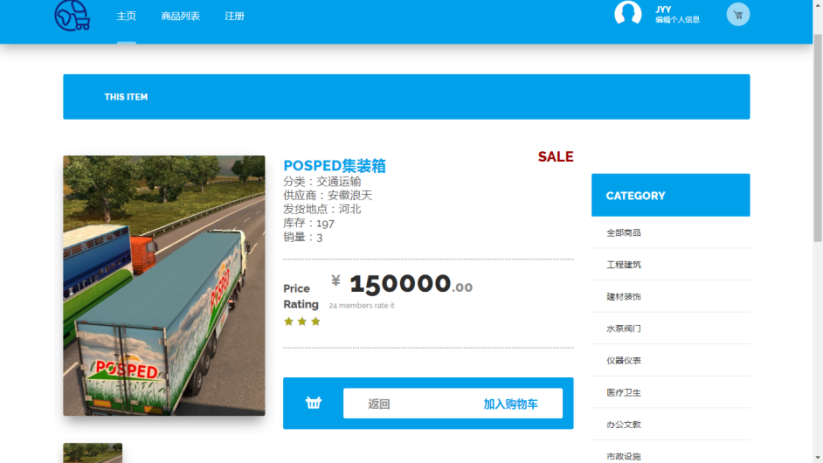 主页 商品列表 注册
JYY
编辑个人信息
THIS ITEM
POSPED集装箱
SALE
分类：交通运输
供应商：安徽浪天
发货地点：河北
库存：197
销量：3
Price ¥ 150000.00
Rating 24 members rate it
返回 加入购物车
POSPED
POSPED
CATEGORY
全部商品
工程建筑
建材装饰
水泵阀门
仪器仪表
医疗卫生
办公文教
市政设施